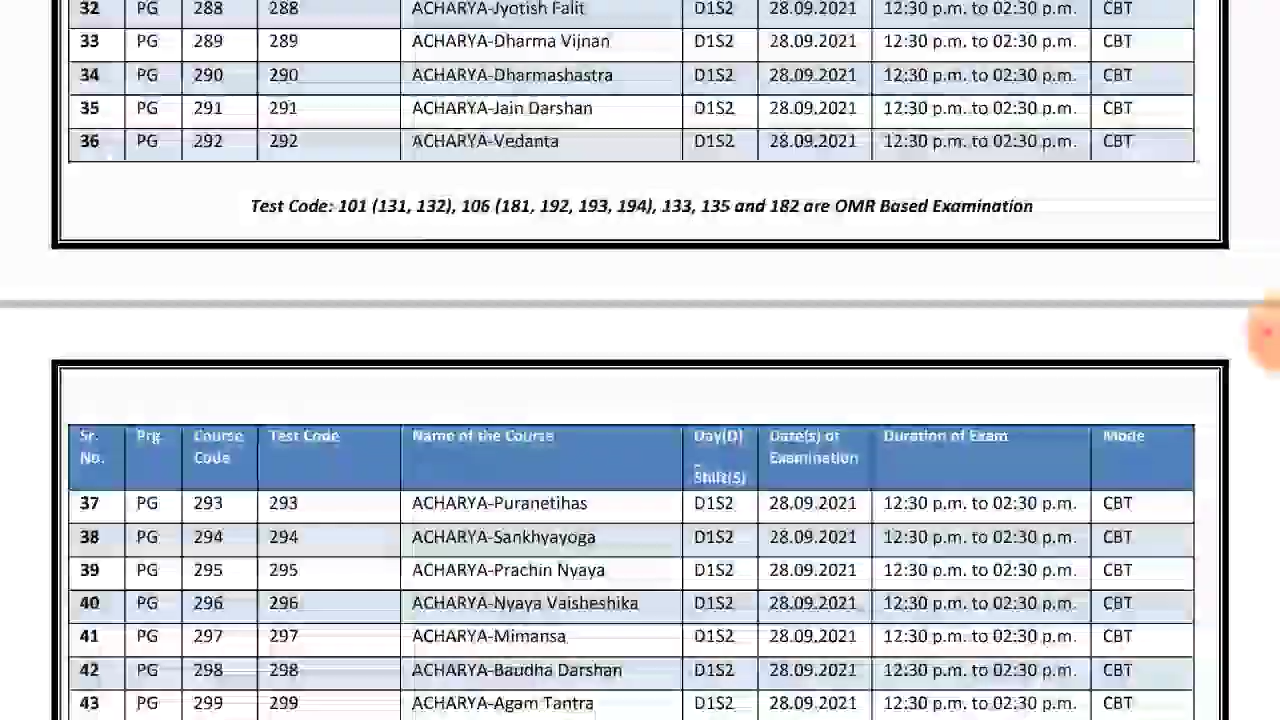 32 PG 288 288 ACHARYA-Jyotish Falit D1S2 28.09.2021 12:30 p.m. to 02:30 p.m. CBT
33 PG 289 289 ACHARYA-Dharma Vijnan D1S2 28.09.2021 12:30 p.m. to 02:30 p.m. CBT
34 PG 290 290 ACHARYA-Dharmashastra D1S2 28.09.2021 12:30 p.m. to 02:30 p.m. CBT
35 PG 291 291 ACHARYA-Jain Darshan D1S2 28.09.2021 12:30 p.m. to 02:30 p.m. CBT
36 PG 292 292 ACHARYA-Vedanta D1S2 28.09.2021 12:30 p.m. to 02:30 p.m. CBT
Test Code: 101 (131, 132), 106 (181, 192, 193, 194), 133, 135 and 182 are OMR Based Examination
Sr. Prg. Course Test Code Name of the Course Day(D) Date(s) of Duration of Exam Mode
No. Code - Examination
Shift(S)
37 PG 293 293 ACHARYA-Puranetihas D1S2 28.09.2021 12:30 p.m. to 02:30 p.m. CBT
38 PG 294 294 ACHARYA-Sankhyayoga D1S2 28.09.2021 12:30 p.m. to 02:30 p.m. CBT
39 PG 295 295 ACHARYA-Prachin Nyaya D1S2 28.09.2021 12:30 p.m. to 02:30 p.m. CBT
40 PG 296 296 ACHARYA-Nyaya Vaisheshika D1S2 28.09.2021 12:30 p.m. to 02:30 p.m. CBT
41 PG 297 297 ACHARYA-Mimansa D1S2 28.09.2021 12:30 p.m. to 02:30 p.m. CBT
42 PG 298 298 ACHARYA-Baudha Darshan D1S2 28.09.2021 12:30 p.m. to 02:30 p.m. CBT
43 PG 299 299 ACHARYA-Agam Tantra D1S2 28.09.2021 12:30 p.m. to 02:30 p.m. CBT